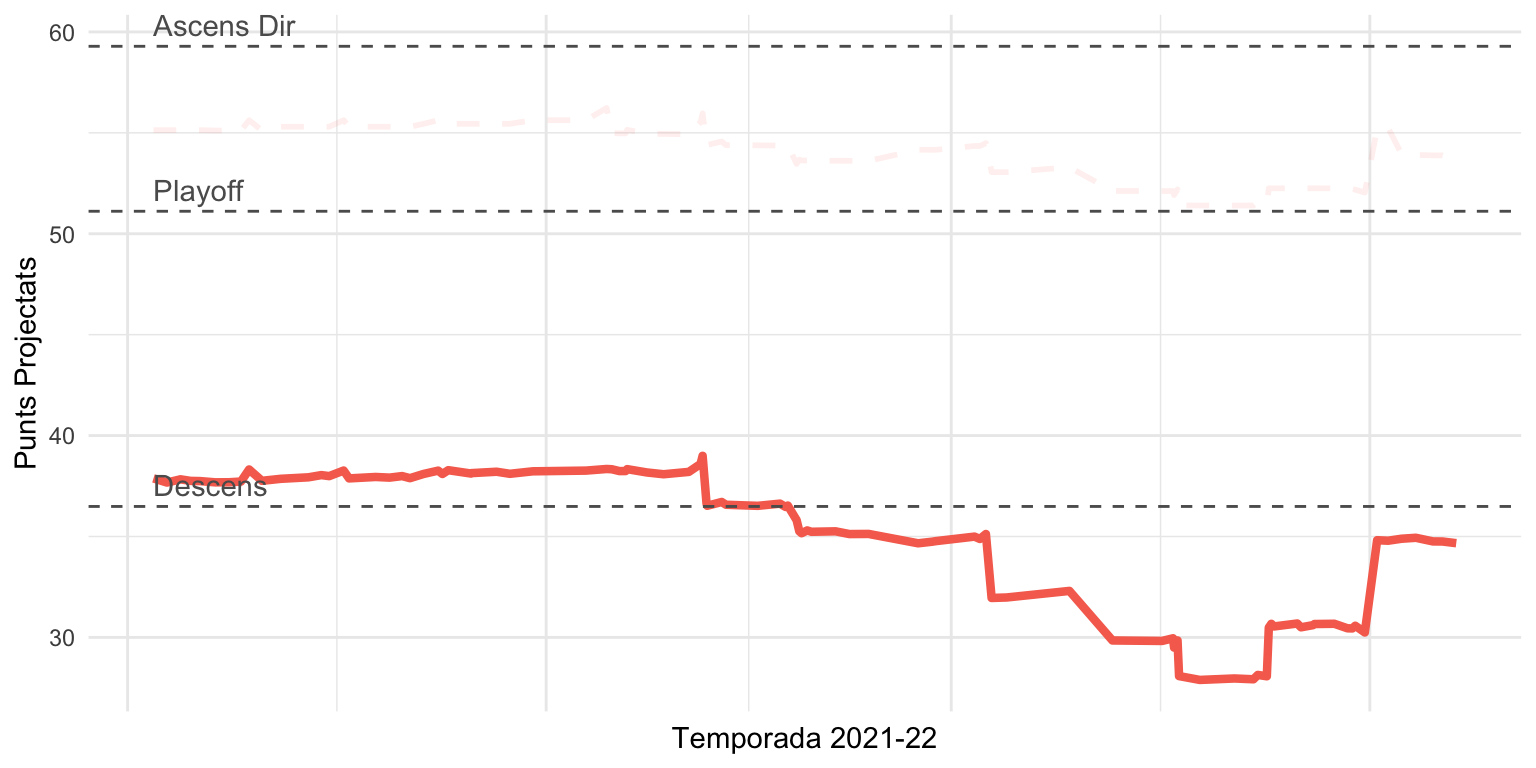 60
Ascens Dir
Playoff
50
Punts Projectats
40
Descens
30
Temporada 2021-22